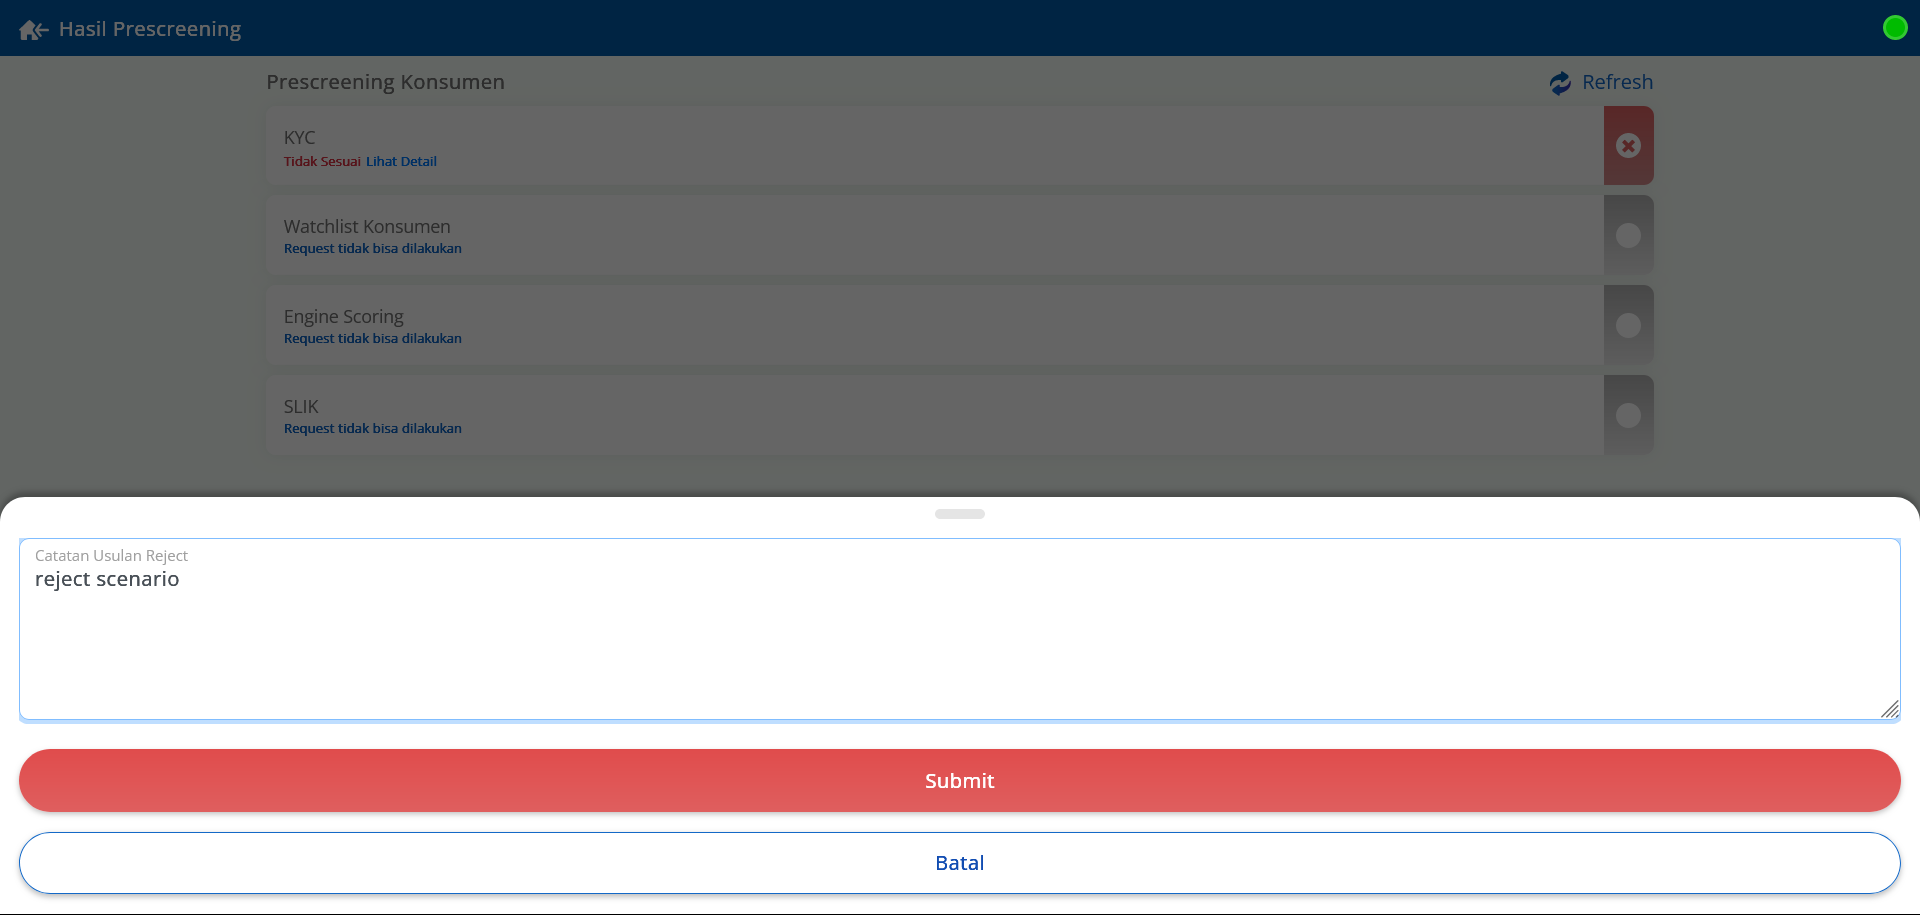 Hasil Prescreening
Prescreening Konsumen
Refresh
KYC
Tidak Sesuai Lihat Detail
Watchlist Konsumen
Request tidak bisa dilakukan
Engine Scoring
Request tidak bisa dilakukan
SLIK
Request tidak bisa dilakukan
Catatan Usulan Reject
reject scenario
Submit
Batal